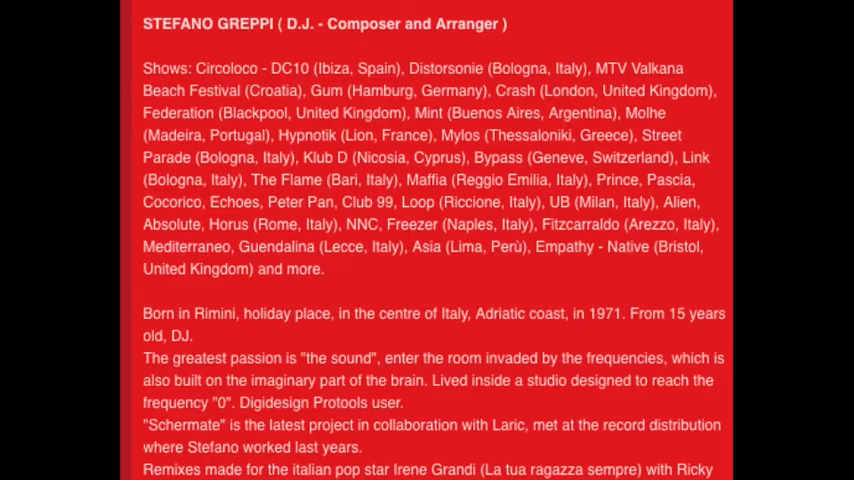 STEFANO GREPPI ( D.J. - Composer and Arranger )
Shows: Circoloco - DC10 (Ibiza, Spain), Distorsonie (Bologna, Italy), MTV Valkana
Beach Festival (Croatia), Gum (Hamburg, Germany), Crash (London, United Kingdom),
Federation (Blackpool, United Kingdom), Mint (Buenos Aires, Argentina), Molhe
(Madeira, Portugal), Hypnotik (Lion, France), Mylos (Thessaloniki, Greece), Street
Parade (Bologna, Italy), Klub D (Nicosia, Cyprus), Bypass (Geneve, Switzerland), Link
(Bologna, Italy), The Flame (Bari, Italy), Maffia (Reggio Emilia, Italy), Prince, Pascia,
Cocorico, Echoes, Peter Pan, Club 99, Loop (Riccione, Italy), UB (Milan, Italy), Alien,
Absolute, Horus (Rome, Italy), NNC, Freezer (Naples, Italy), Fitzcarraldo (Arezzo, Italy),
Mediterraneo, Guendalina (Lecce, Italy), Asia (Lima, Perù), Empathy - Native (Bristol,
United Kingdom) and more.
Born in Rimini, holiday place, in the centre of Italy, Adriatic coast, in 1971. From 15 years
old, DJ.
The greatest passion is "the sound", enter the room invaded by the frequencies, which is
also built on the imaginary part of the brain. Lived inside a studio designed to reach the
frequency "0". Digidesign Protools user.
"Schermate" is the latest project in collaboration with Laric, met at the record distribution
where Stefano worked last years.
Remixes made for the italian pop star Irene Grandi (La tua ragazza sempre) with Ricky